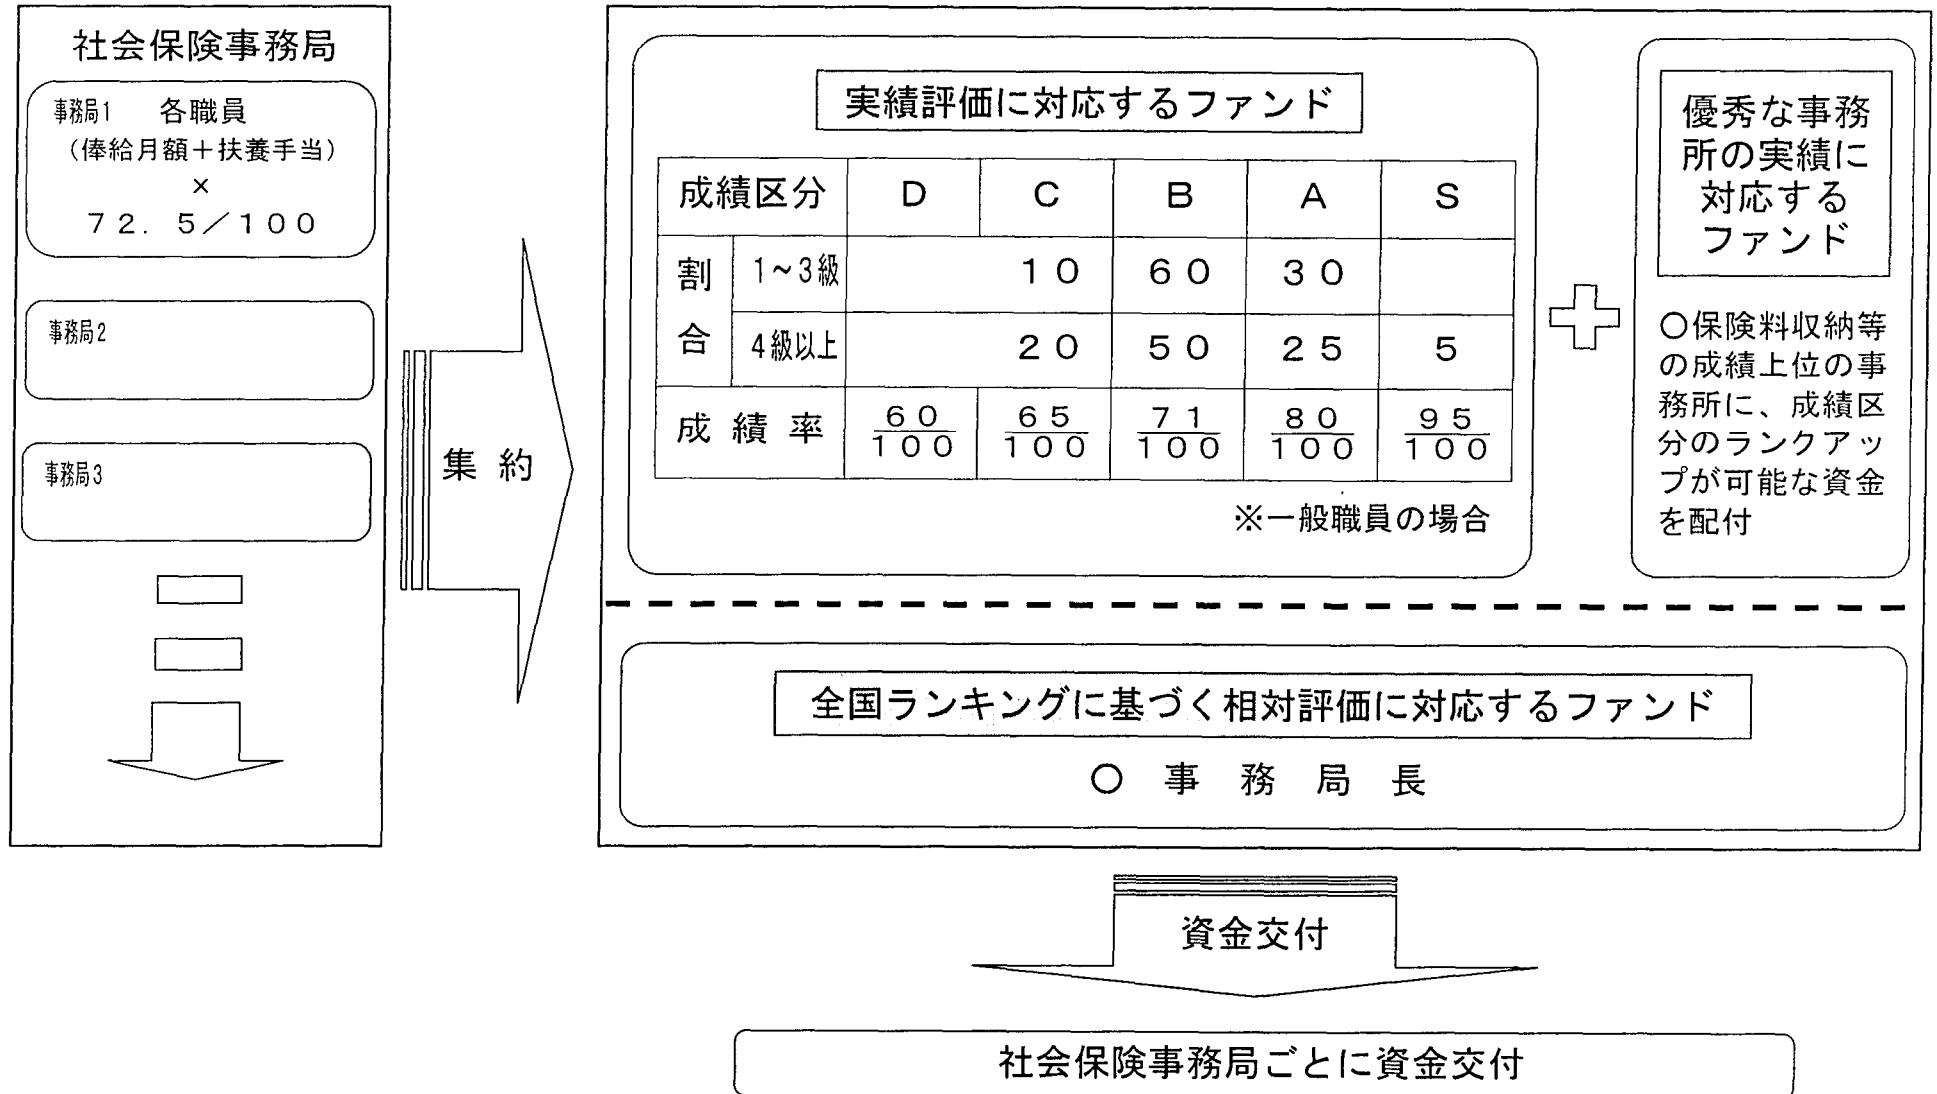 社会保険事務局
事務局1 各職員
（俸給月額＋扶養手当）
×
７２．５／１００
事務局2
事務局3
集 約
実績評価に対応するファンド
成績区分 Ｄ Ｃ Ｂ Ａ Ｓ
割合
1～3級 １０ ６０ ３０
4級以上 ２０ ５０ ２５ ５
成 績 率 60/100 65/100 71/100 80/100 95/100
※一般職員の場合
優秀な事務
所の実績に
対応する
ファンド
○保険料収納等
の成績上位の事
務所に、成績区
分のランクアッ
プが可能な資金
を配付
全国ランキングに基づく相対評価に対応するファンド
○ 事 務 局 長
資金交付
社会保険事務局ごとに資金交付